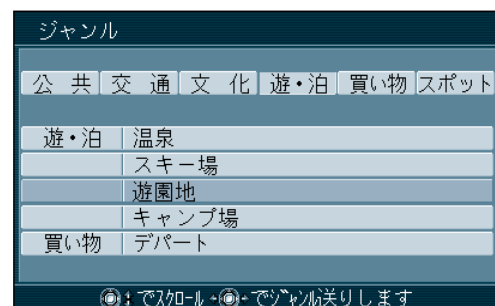 ジャンル
公共 交通 文化 遊・泊 買い物 スポット
遊・泊 温泉
スキー場
遊園地
キャンプ場
買い物 デパート
でスクロール でジャンル送りします